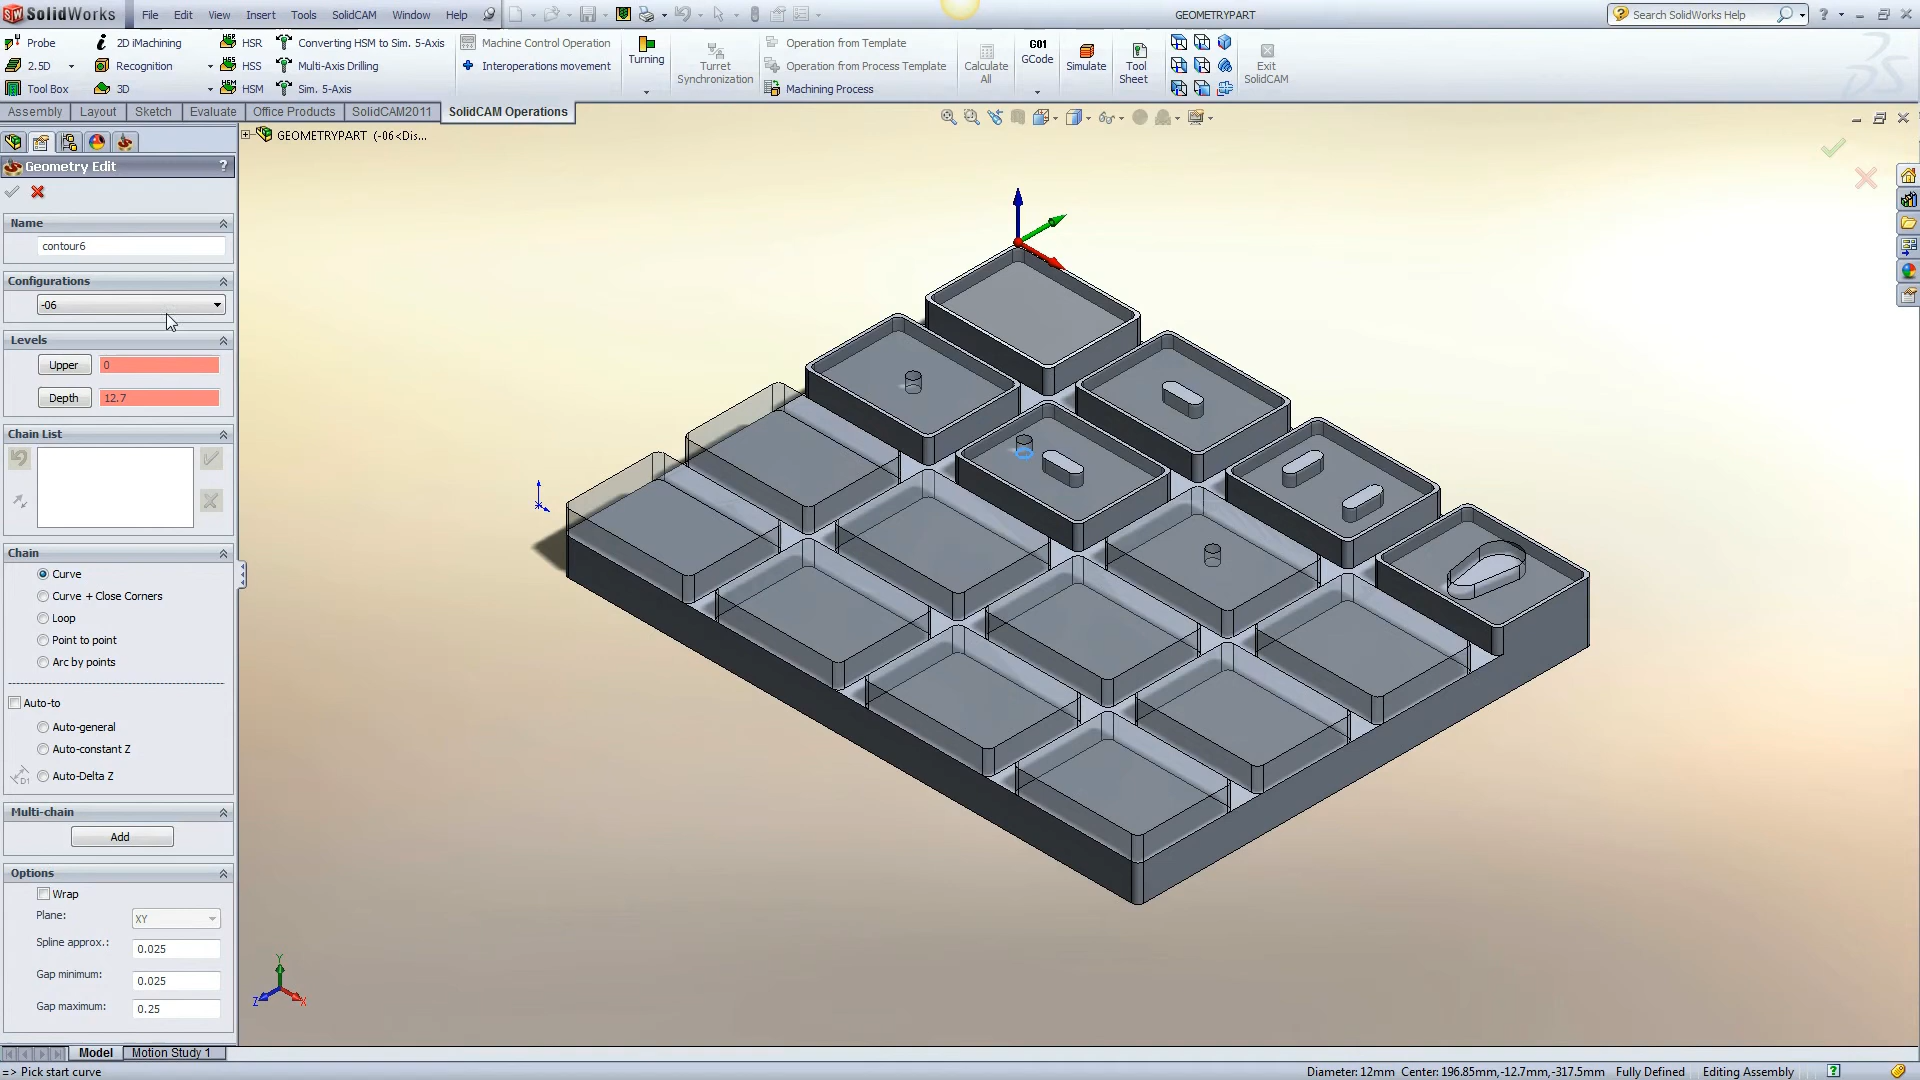 SolidWorks File Edit View Insert Tools SolidCAM Window Help GEOMETRYPART Search SolidWorks Help
Probe 2D iMachining HSR Converting HSM to Sim. 5-Axis Machine Control Operation Operation from Template
2.5D Recognition HSS Multi-Axis Drilling Interoperations movement Operation from Process Template
Tool Box 3D HSM Sim. 5-Axis Machining Process
Turning Turret Synchronization Calculate All G01 GCode Simulate Tool Sheet Exit SolidCAM
Assembly Layout Sketch Evaluate Office Products SolidCAM2011 SolidCAM Operations
GEOMETRYPART (-06<Dis...
Geometry Edit ?
Name
contour6
Configurations
-06
Levels
Upper 0
Depth 12.7
Chain List
Chain
Curve
Curve + Close Corners
Loop
Point to point
Arc by points
Auto-to
Auto-general
Auto-constant Z
Auto-Delta Z
Multi-chain
Add
Options
Wrap
Plane: XY
Spline approx.: 0.025
Gap minimum: 0.025
Gap maximum: 0.25
Y
Z X
Model Motion Study 1
=> Pick start curve Diameter: 12mm Center: 196.85mm,-12.7mm,-317.5mm Fully Defined Editing Assembly